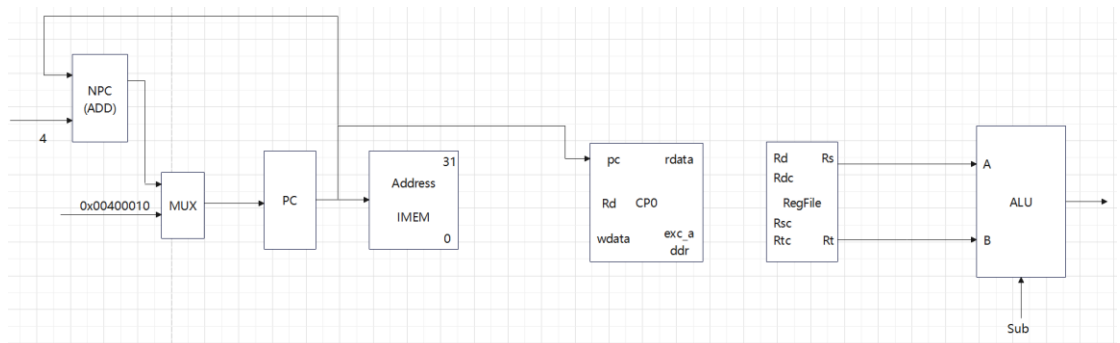 NPC
(ADD)
4
0x00400010
MUX
PC
31
Address
IMEM
0
pc rdata
Rd CP0
wdata exc_a
ddr
Rd Rs
Rdc
RegFile
Rsc
Rtc Rt
A
ALU
B
Sub